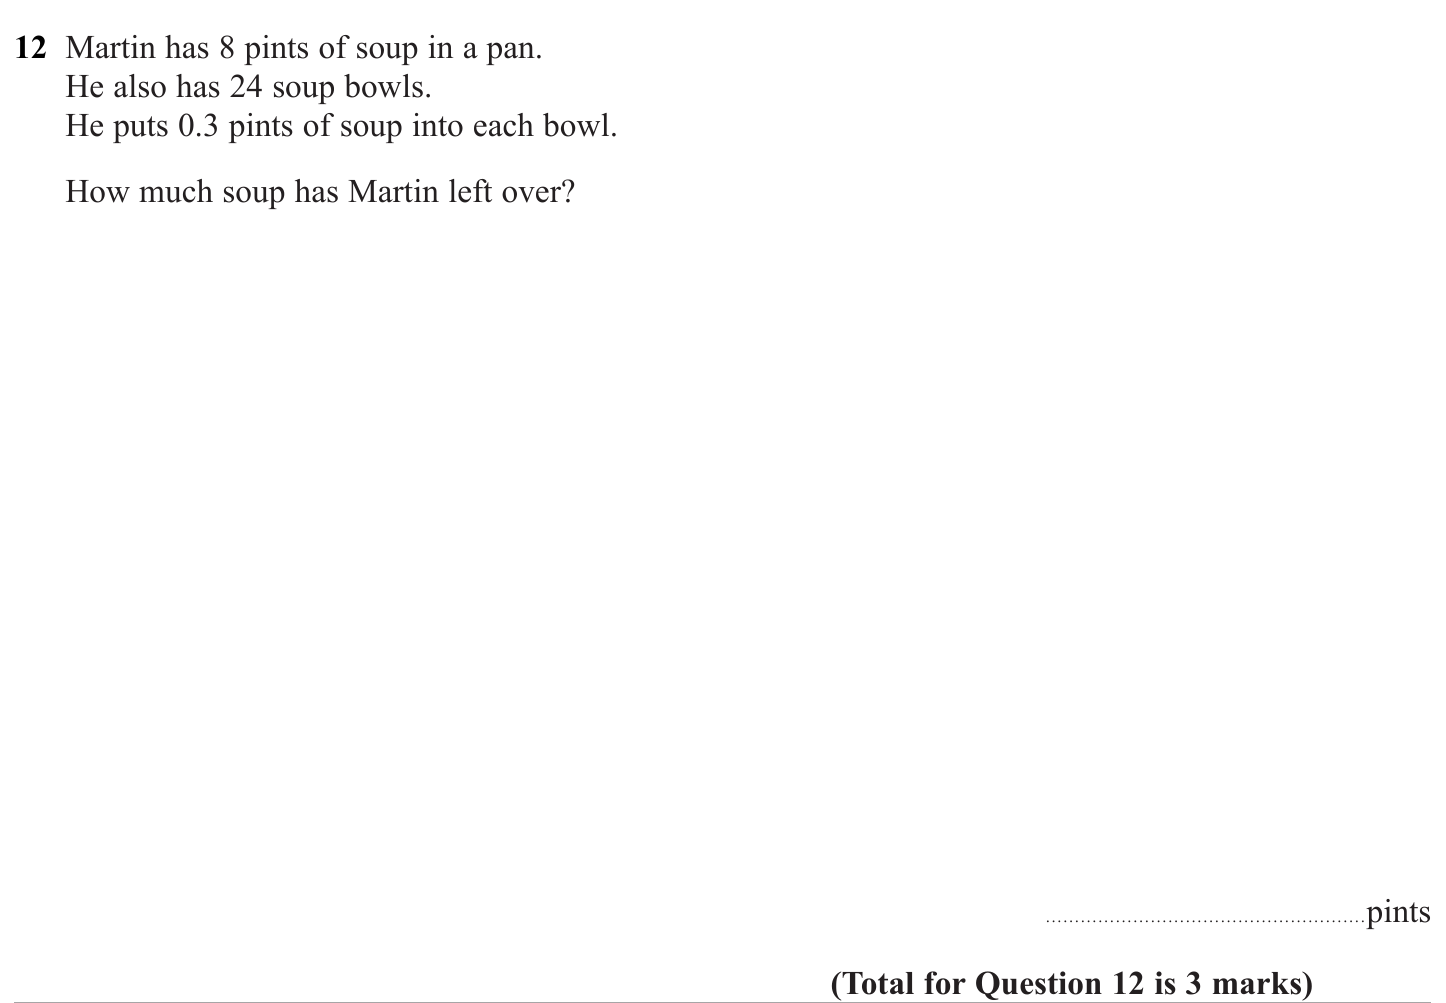 12 Martin has 8 pints of soup in a pan.
He also has 24 soup bowls.
He puts 0.3 pints of soup into each bowl.
How much soup has Martin left over?
......................................................pints
(Total for Question 12 is 3 marks)